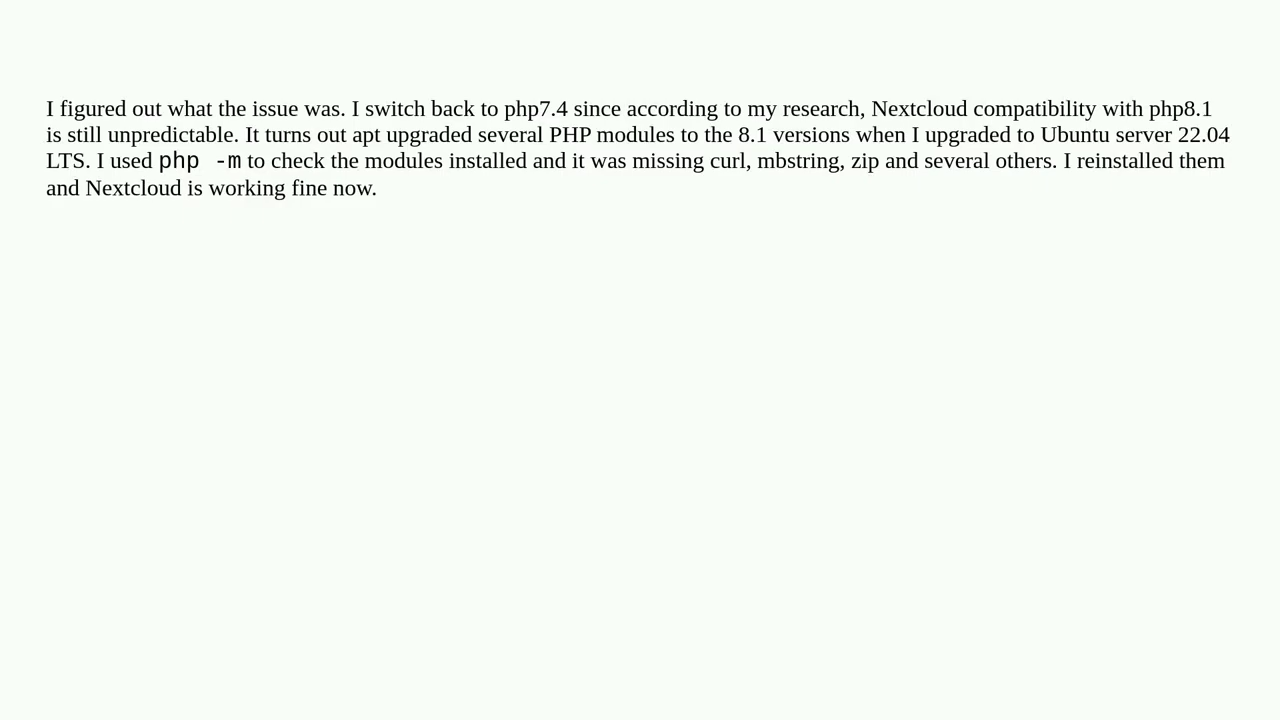 I figured out what the issue was. I switch back to php7.4 since according to my research, Nextcloud compatibility with php8.1
is still unpredictable. It turns out apt upgraded several PHP modules to the 8.1 versions when I upgraded to Ubuntu server 22.04
LTS. I used php -m to check the modules installed and it was missing curl, mbstring, zip and several others. I reinstalled them
and Nextcloud is working fine now.